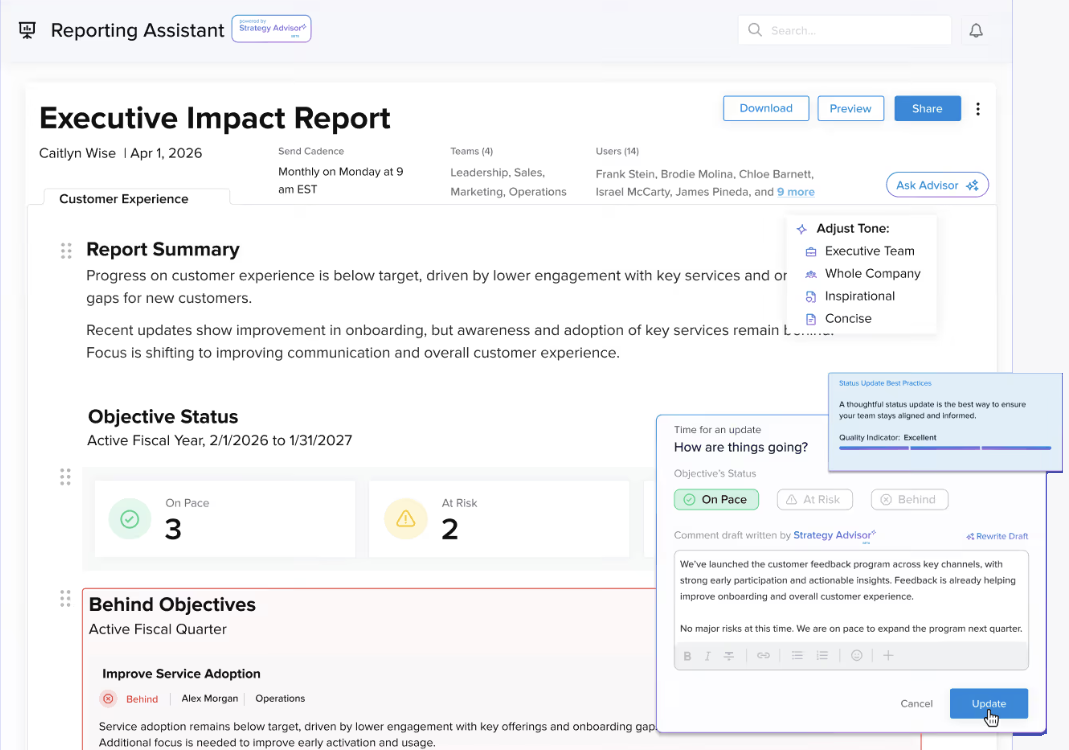 Reporting Assistant
powered by
Strategy Advisor
Search...
Executive Impact Report
Download
Preview
Share
Caitlyn Wise | Apr 1, 2026
Send Cadence
Monthly on Monday at 9
am EST
Teams (4)
Leadership, Sales,
Marketing, Operations
Users (14)
Frank Stein, Brodie Molina, Chloe Barnett,
Israel McCarty, James Pineda, and 9 more
Ask Advisor
Customer Experience
Adjust Tone:
Executive Team
Whole Company
Inspirational
Concise
Report Summary
Progress on customer experience is below target, driven by lower engagement with key services and
gaps for new customers.
Recent updates show improvement in onboarding, but awareness and adoption of key services remain behind.
Focus is shifting to improving communication and overall customer experience.
Objective Status
Active Fiscal Year, 2/1/2026 to 1/31/2027
On Pace
3
At Risk
2
Behind Objectives
Active Fiscal Quarter
Improve Service Adoption
Behind | Alex Morgan | Operations
Service adoption remains below target, driven by lower engagement with key offerings and onboarding gap
Additional focus is needed to improve early activation and usage.
Status Update Best Practices
A thoughtful status update is the best way to ensure
your team stays aligned and informed.
Quality Indicator: Excellent
Time for an update
How are things going?
Objective's Status
On Pace
At Risk
Behind
Comment draft written by Strategy Advisor
Rewrite Draft
We've launched the customer feedback program across key channels, with
strong early participation and actionable insights. Feedback is already helping
improve onboarding and overall customer experience.
No major risks at this time. We are on pace to expand the program next quarter.
B I T
Cancel
Update